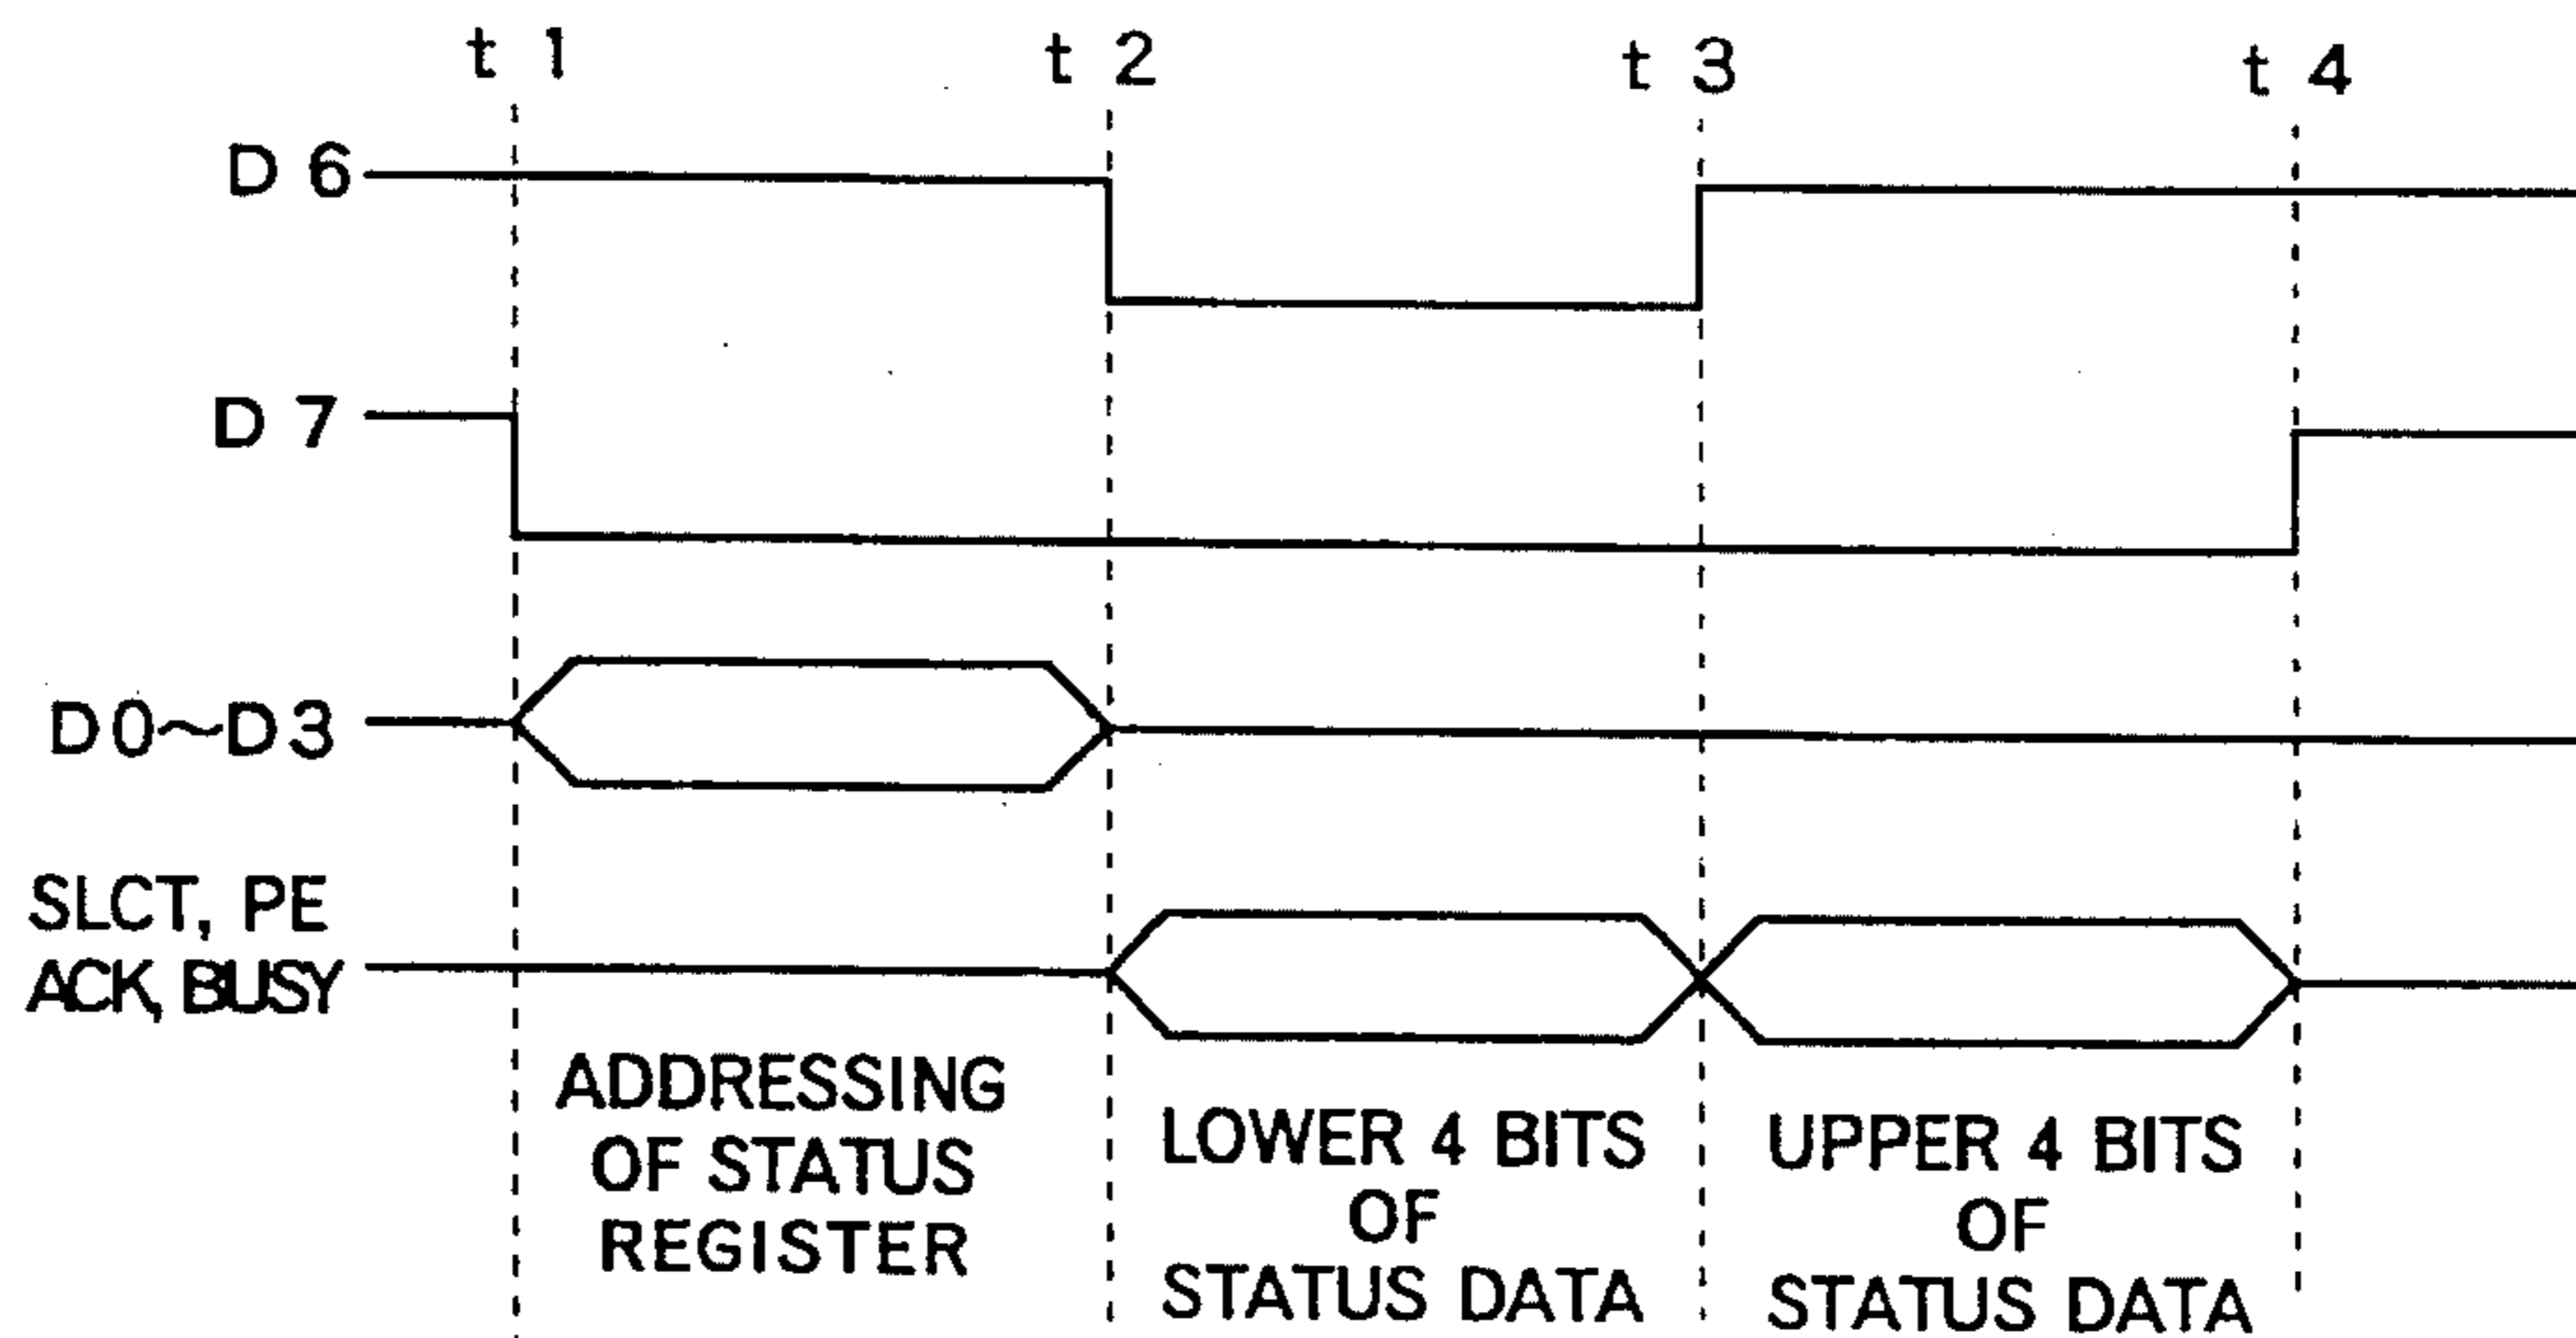 t 1
t 2
t 3
t 4
D 6
D 7
D0~D3
SLCT, PE
ACK, BUSY
ADDRESSING
OF STATUS
REGISTER
LOWER 4 BITS
OF
STATUS DATA
UPPER 4 BITS
OF
STATUS DATA